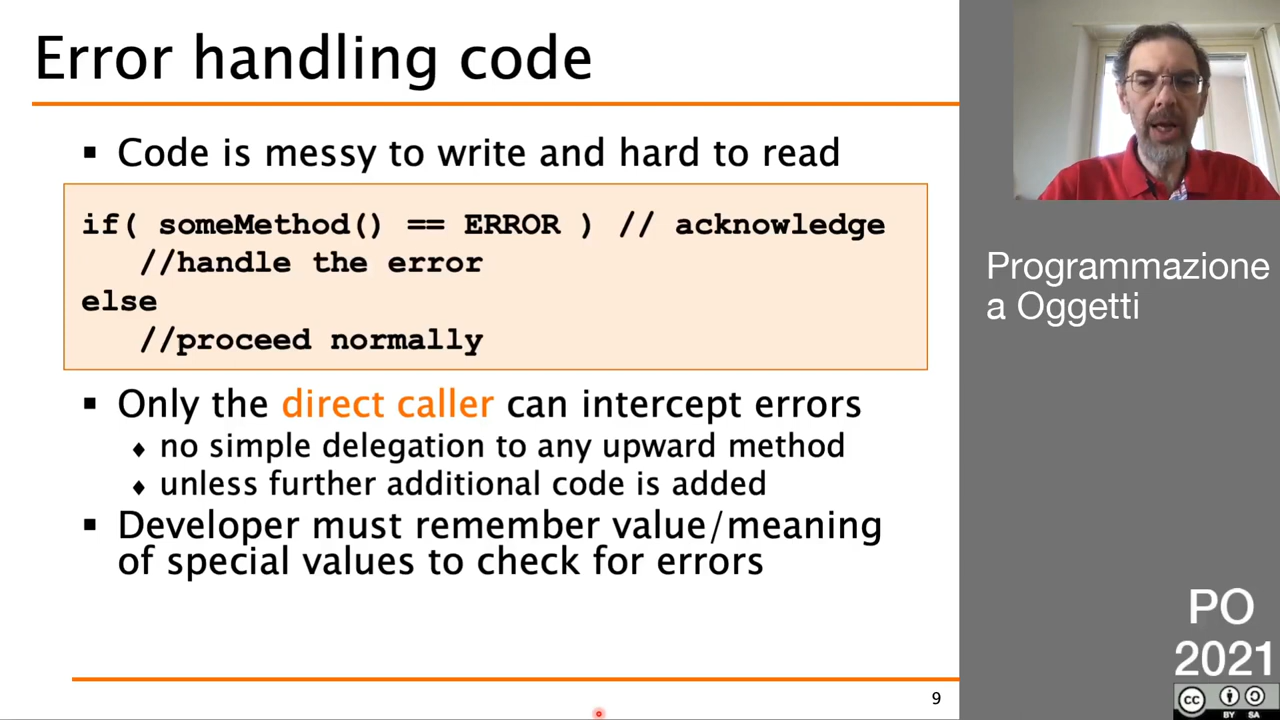 Error handling code
▪ Code is messy to write and hard to read
if( someMethod() == ERROR ) // acknowledge
//handle the error
else
//proceed normally
▪ Only the direct caller can intercept errors
♦ no simple delegation to any upward method
♦ unless further additional code is added
▪ Developer must remember value/meaning
of special values to check for errors
9
Programmazione
a Oggetti
PO
2021
cc
BY SA